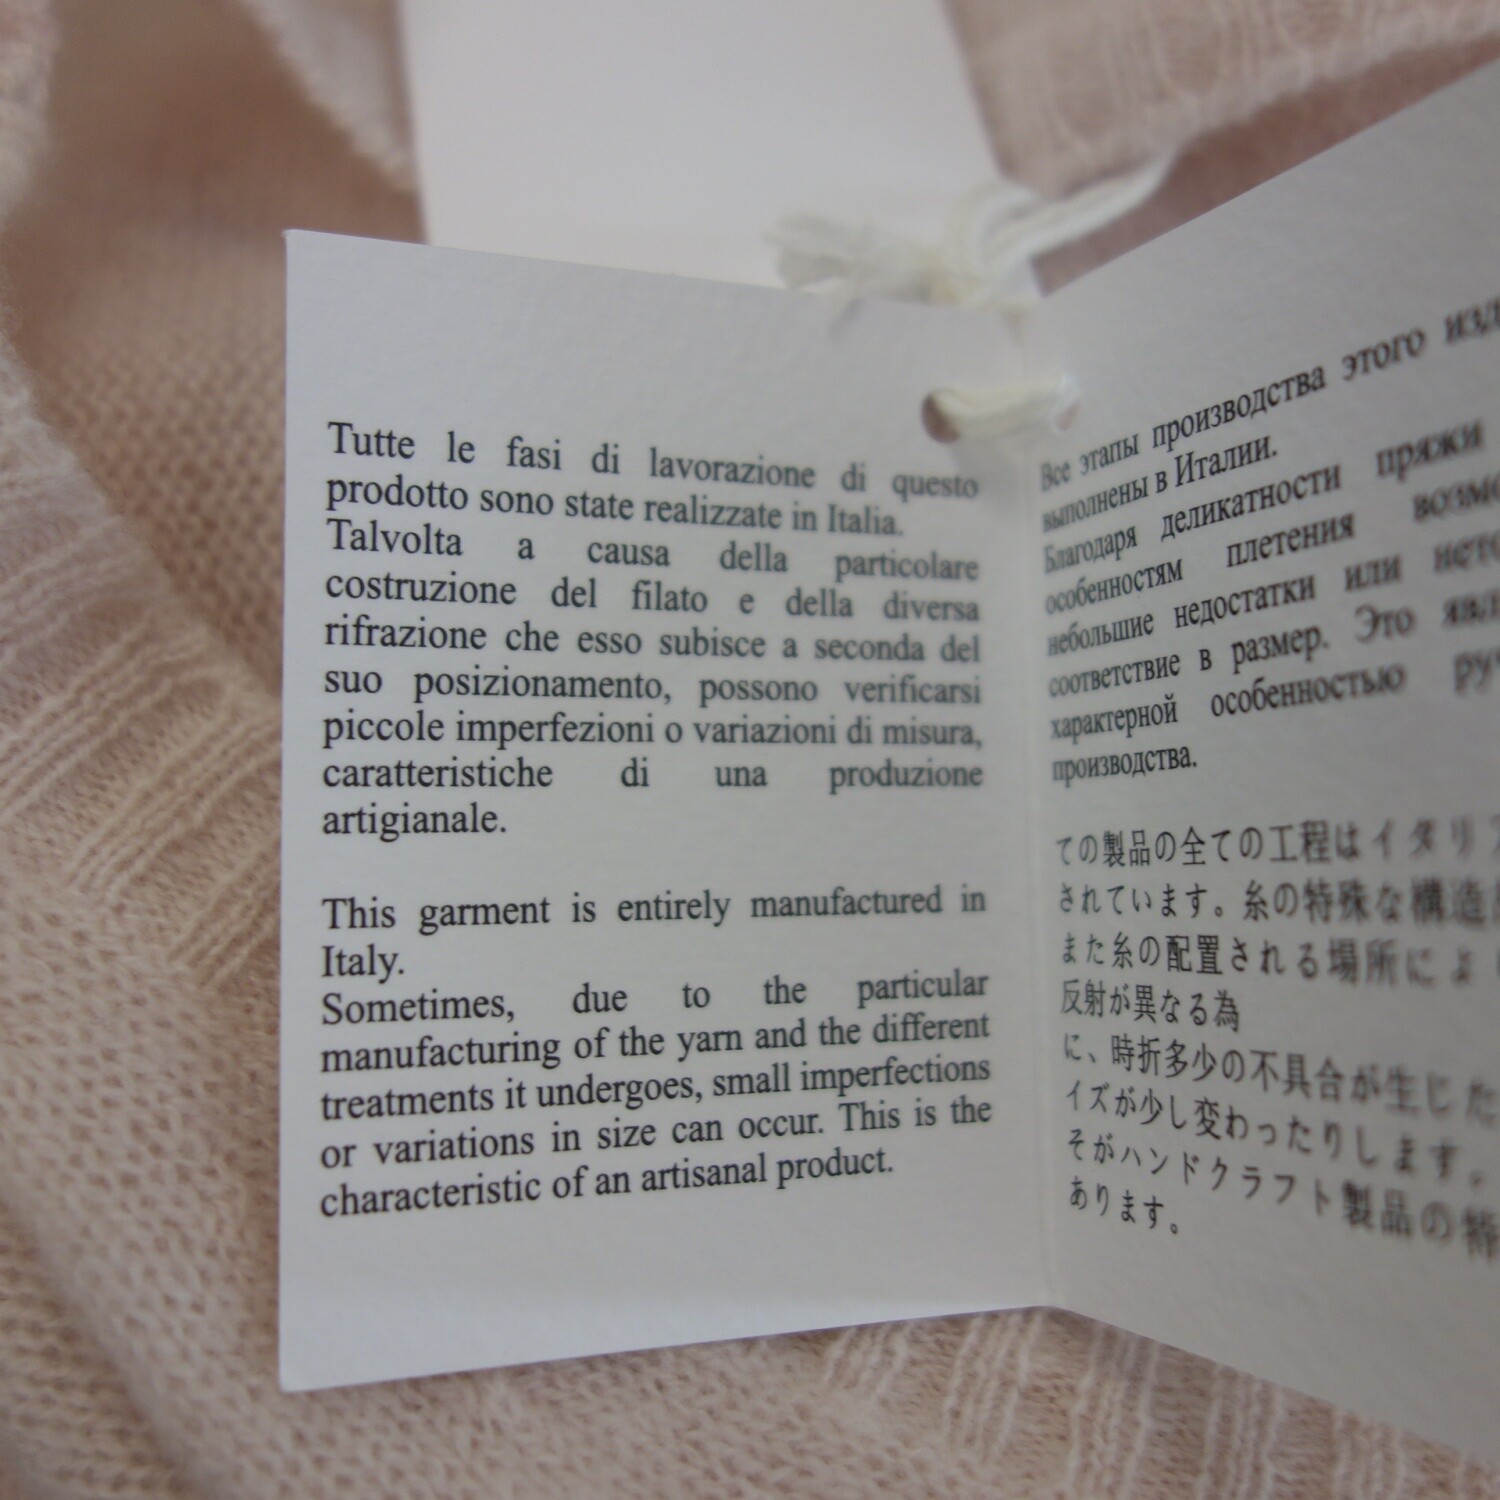 Tutte le fasi di lavorazione di questo
prodotto sono state realizzate in Italia.
Talvolta a causa della particolare
costruzione del filato e della diversa
rifrazione che esso subisce a seconda del
suo posizionamento, possono verificarsi
piccole imperfezioni o variazioni di misura,
caratteristiche di una produzione
artigianale.
This garment is entirely manufactured in
Italy.
Sometimes, due to the particular
manufacturing of the yarn and the different
treatments it undergoes, small imperfections
or variations in size can occur. This is the
characteristic of an artisanal product.
Все этапы производства этого
выполнены в Италии.
Благодаря деликатности пряжи
особенностям плетения
небольшие недостатки или
соответствие в размер. Это
характерной особенностью
производства.
ての製品の全ての工程はイタリ
されています。糸の特殊な構造
また糸の配置される場所によ
反射が異なる為
に、時折多少の不具合が生じた
イズが少し変わったりします。
そがハンドクラフト製品の特
あります。